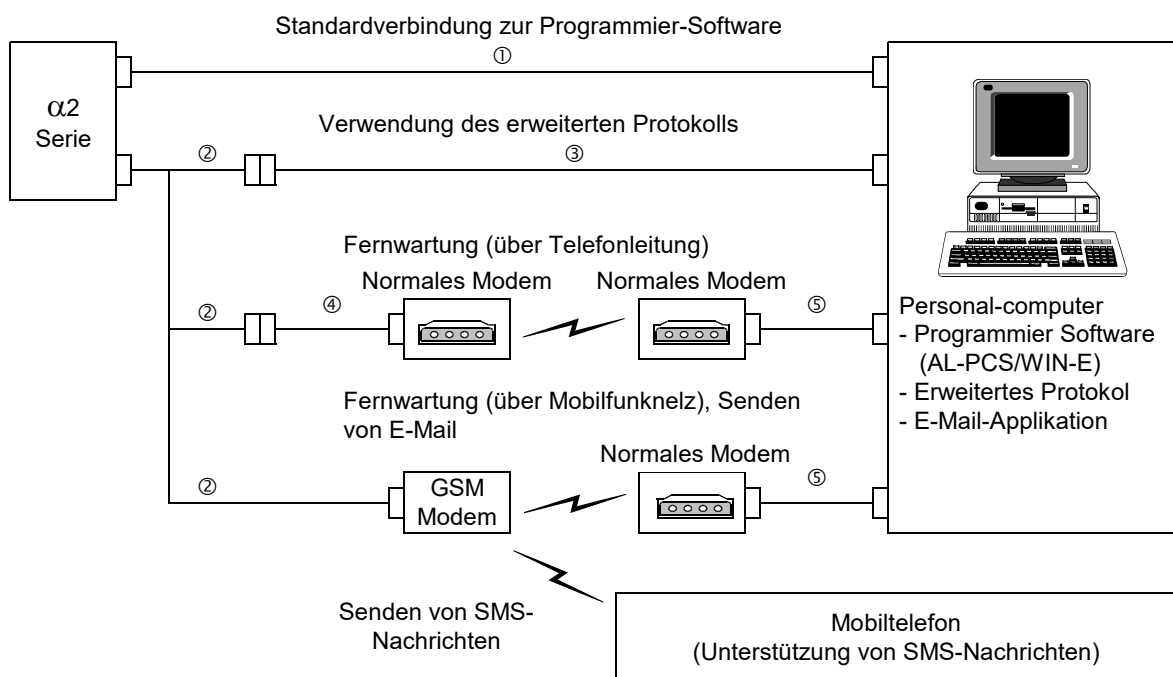 Standardverbindung zur Programmier-Software
①
α2
Serie
Verwendung des erweiterten Protokolls
②
③
Fernwartung (über Telefonleitung)
Normales Modem
Normales Modem
②
④
⑤
Personal-computer
- Programmier Software
(AL-PCS/WIN-E)
- Erweitertes Protokol
- E-Mail-Applikation
Fernwartung (über Mobilfunknelz), Senden
von E-Mail
Normales Modem
②
GSM
Modem
⑤
Senden von SMS-
Nachrichten
Mobiltelefon
(Unterstützung von SMS-Nachrichten)